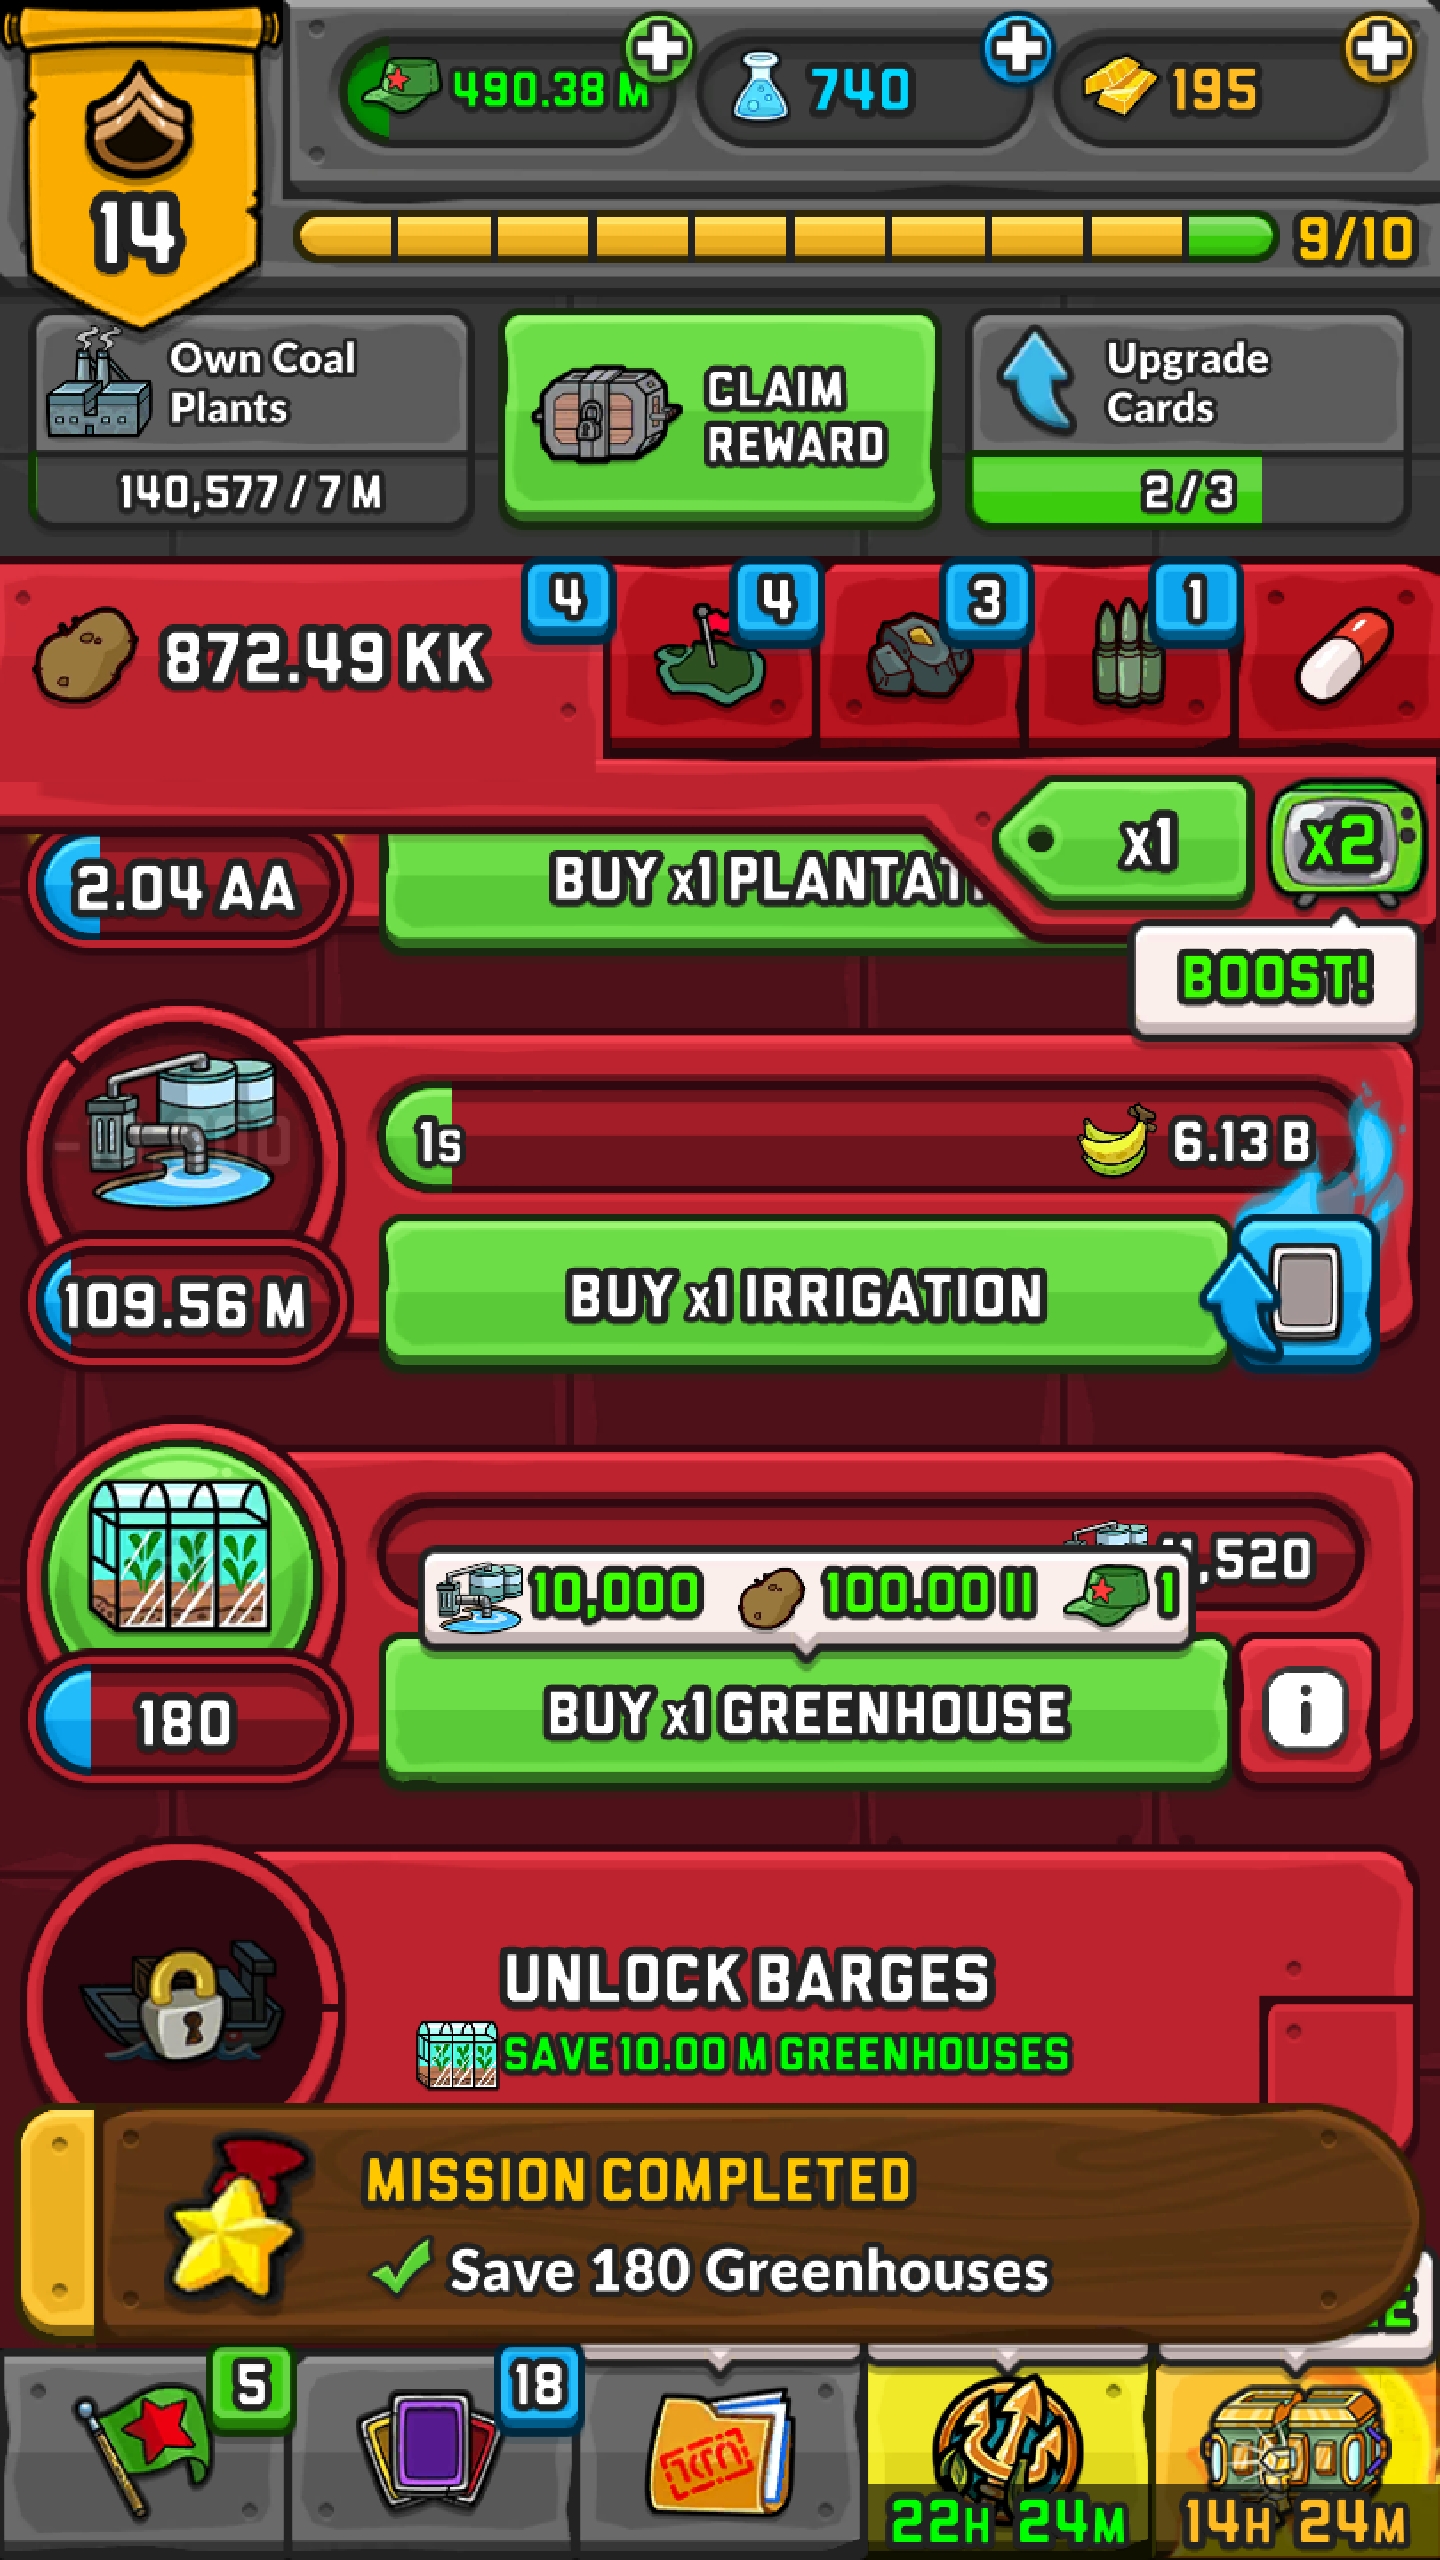 490.38 M
740
195
14
9/10
Own Coal
Plants
140,577 / 7 M
CLAIM
REWARD
Upgrade
Cards
2 / 3
872.49 KK
4
4
3
1
x1
x2
2.04 AA
BUY x1
BOOST!
1s
6.13 B
109.56 M
BUY x1 IRRIGATION
10,000
100.00 II
1
180
BUY x1 GREENHOUSE
i
UNLOCK BARGES
SAVE 10.00 M GREENHOUSES
MISSION COMPLETED
Save 180 Greenhouses
5
18
22H 24M
14H 24M